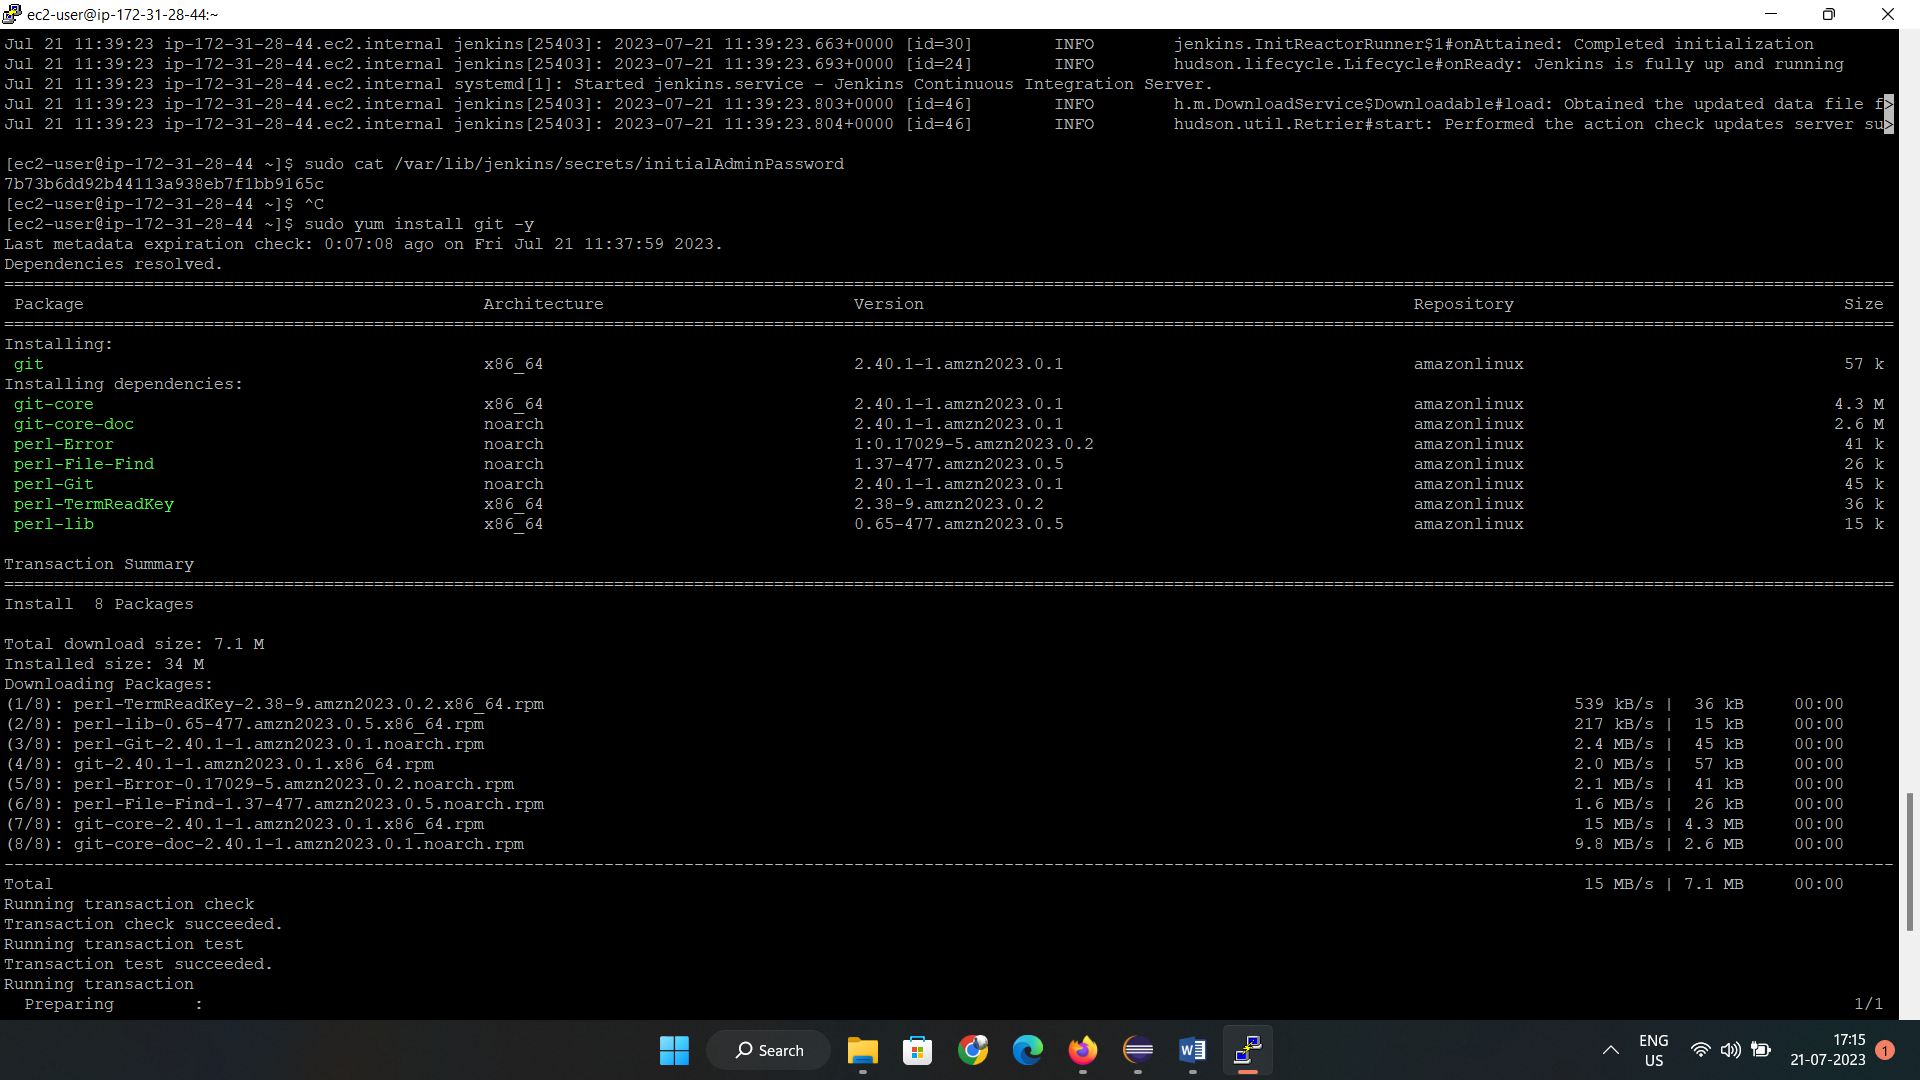 ec2-user@ip-172-31-28-44:~
Jul 21 11:39:23 ip-172-31-28-44.ec2.internal jenkins[25403]: 2023-07-21 11:39:23.663+0000 [id=30] INFO jenkins.InitReactorRunner$1#onAttained: Completed initialization
Jul 21 11:39:23 ip-172-31-28-44.ec2.internal jenkins[25403]: 2023-07-21 11:39:23.693+0000 [id=24] INFO hudson.lifecycle.Lifecycle#onReady: Jenkins is fully up and running
Jul 21 11:39:23 ip-172-31-28-44.ec2.internal systemd[1]: Started jenkins.service - Jenkins Continuous Integration Server.
Jul 21 11:39:23 ip-172-31-28-44.ec2.internal jenkins[25403]: 2023-07-21 11:39:23.803+0000 [id=46] INFO h.m.DownloadService$Downloadable#load: Obtained the updated data file f>
Jul 21 11:39:23 ip-172-31-28-44.ec2.internal jenkins[25403]: 2023-07-21 11:39:23.804+0000 [id=46] INFO hudson.util.Retrier#start: Performed the action check updates server su>
[ec2-user@ip-172-31-28-44 ~]$ sudo cat /var/lib/jenkins/secrets/initialAdminPassword
7b73b6dd92b44113a938eb7f1bb9165c
[ec2-user@ip-172-31-28-44 ~]$ ^C
[ec2-user@ip-172-31-28-44 ~]$ sudo yum install git -y
Last metadata expiration check: 0:07:08 ago on Fri Jul 21 11:37:59 2023.
Dependencies resolved.
================================================================================
Package Architecture Version Repository Size
================================================================================
Installing:
git x86_64 2.40.1-1.amzn2023.0.1 amazonlinux 57 k
Installing dependencies:
git-core x86_64 2.40.1-1.amzn2023.0.1 amazonlinux 4.3 M
git-core-doc noarch 2.40.1-1.amzn2023.0.1 amazonlinux 2.6 M
perl-Error noarch 1:0.17029-5.amzn2023.0.2 amazonlinux 41 k
perl-File-Find noarch 1.37-477.amzn2023.0.5 amazonlinux 26 k
perl-Git noarch 2.40.1-1.amzn2023.0.1 amazonlinux 45 k
perl-TermReadKey x86_64 2.38-9.amzn2023.0.2 amazonlinux 36 k
perl-lib x86_64 0.65-477.amzn2023.0.5 amazonlinux 15 k
Transaction Summary
================================================================================
Install 8 Packages
Total download size: 7.1 M
Installed size: 34 M
Downloading Packages:
(1/8): perl-TermReadKey-2.38-9.amzn2023.0.2.x86_64.rpm 539 kB/s | 36 kB 00:00
(2/8): perl-lib-0.65-477.amzn2023.0.5.x86_64.rpm 217 kB/s | 15 kB 00:00
(3/8): perl-Git-2.40.1-1.amzn2023.0.1.noarch.rpm 2.4 MB/s | 45 kB 00:00
(4/8): git-2.40.1-1.amzn2023.0.1.x86_64.rpm 2.0 MB/s | 57 kB 00:00
(5/8): perl-Error-0.17029-5.amzn2023.0.2.noarch.rpm 2.1 MB/s | 41 kB 00:00
(6/8): perl-File-Find-1.37-477.amzn2023.0.5.noarch.rpm 1.6 MB/s | 26 kB 00:00
(7/8): git-core-2.40.1-1.amzn2023.0.1.x86_64.rpm 15 MB/s | 4.3 MB 00:00
(8/8): git-core-doc-2.40.1-1.amzn2023.0.1.noarch.rpm 9.8 MB/s | 2.6 MB 00:00
--------------------------------------------------------------------------------
Total 15 MB/s | 7.1 MB 00:00
Running transaction check
Transaction check succeeded.
Running transaction test
Transaction test succeeded.
Running transaction
Preparing : 1/1
Search
ENG
US
17:15
21-07-2023
1